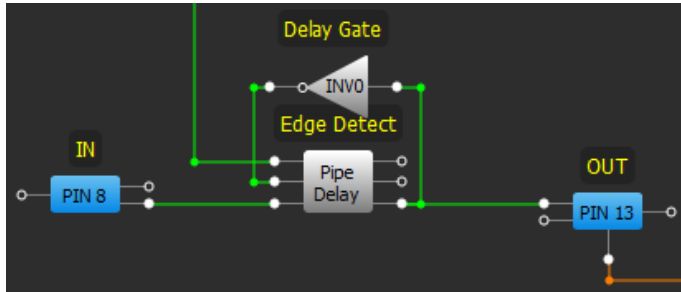 Delay Gate
INV0
Edge Detect
IN
Pipe
Delay
OUT
PIN 8
PIN 13